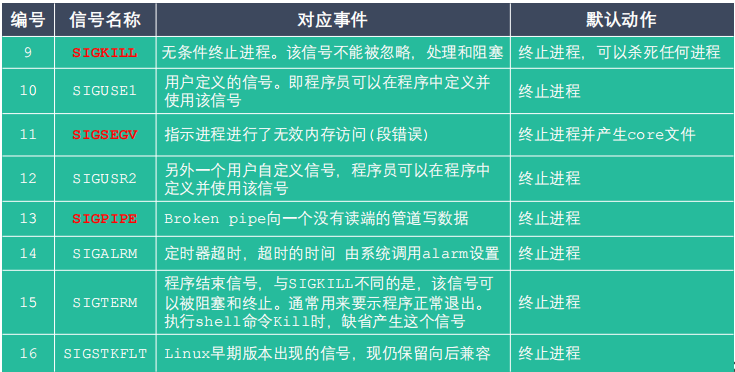 编号 信号名称 对应事件 默认动作
9 SIGKILL 无条件终止进程。该信号不能被忽略，处理和阻塞 终止进程，可以杀死任何进程
10 SIGUSE1 用户定义的信号。即程序员可以在程序中定义并 终止进程
使用该信号
11 SIGSEGV 指示进程进行了无效内存访问(段错误) 终止进程并产生core文件
12 SIGUSR2 另外一个用户自定义信号，程序员可以在程序中 终止进程
定义并使用该信号
13 SIGPIPE Broken pipe向一个没有读端的管道写数据 终止进程
14 SIGALRM 定时器超时，超时的时间 由系统调用alarm设置 终止进程
程序结束信号，与SIGKILL不同的是，该信号可
15 SIGTERM 以被阻塞和终止。通常用来要示程序正常退出。 终止进程
执行shell命令Kill时，缺省产生这个信号
16 SIGSTKFLT Linux早期版本出现的信号，现仍保留向后兼容 终止进程